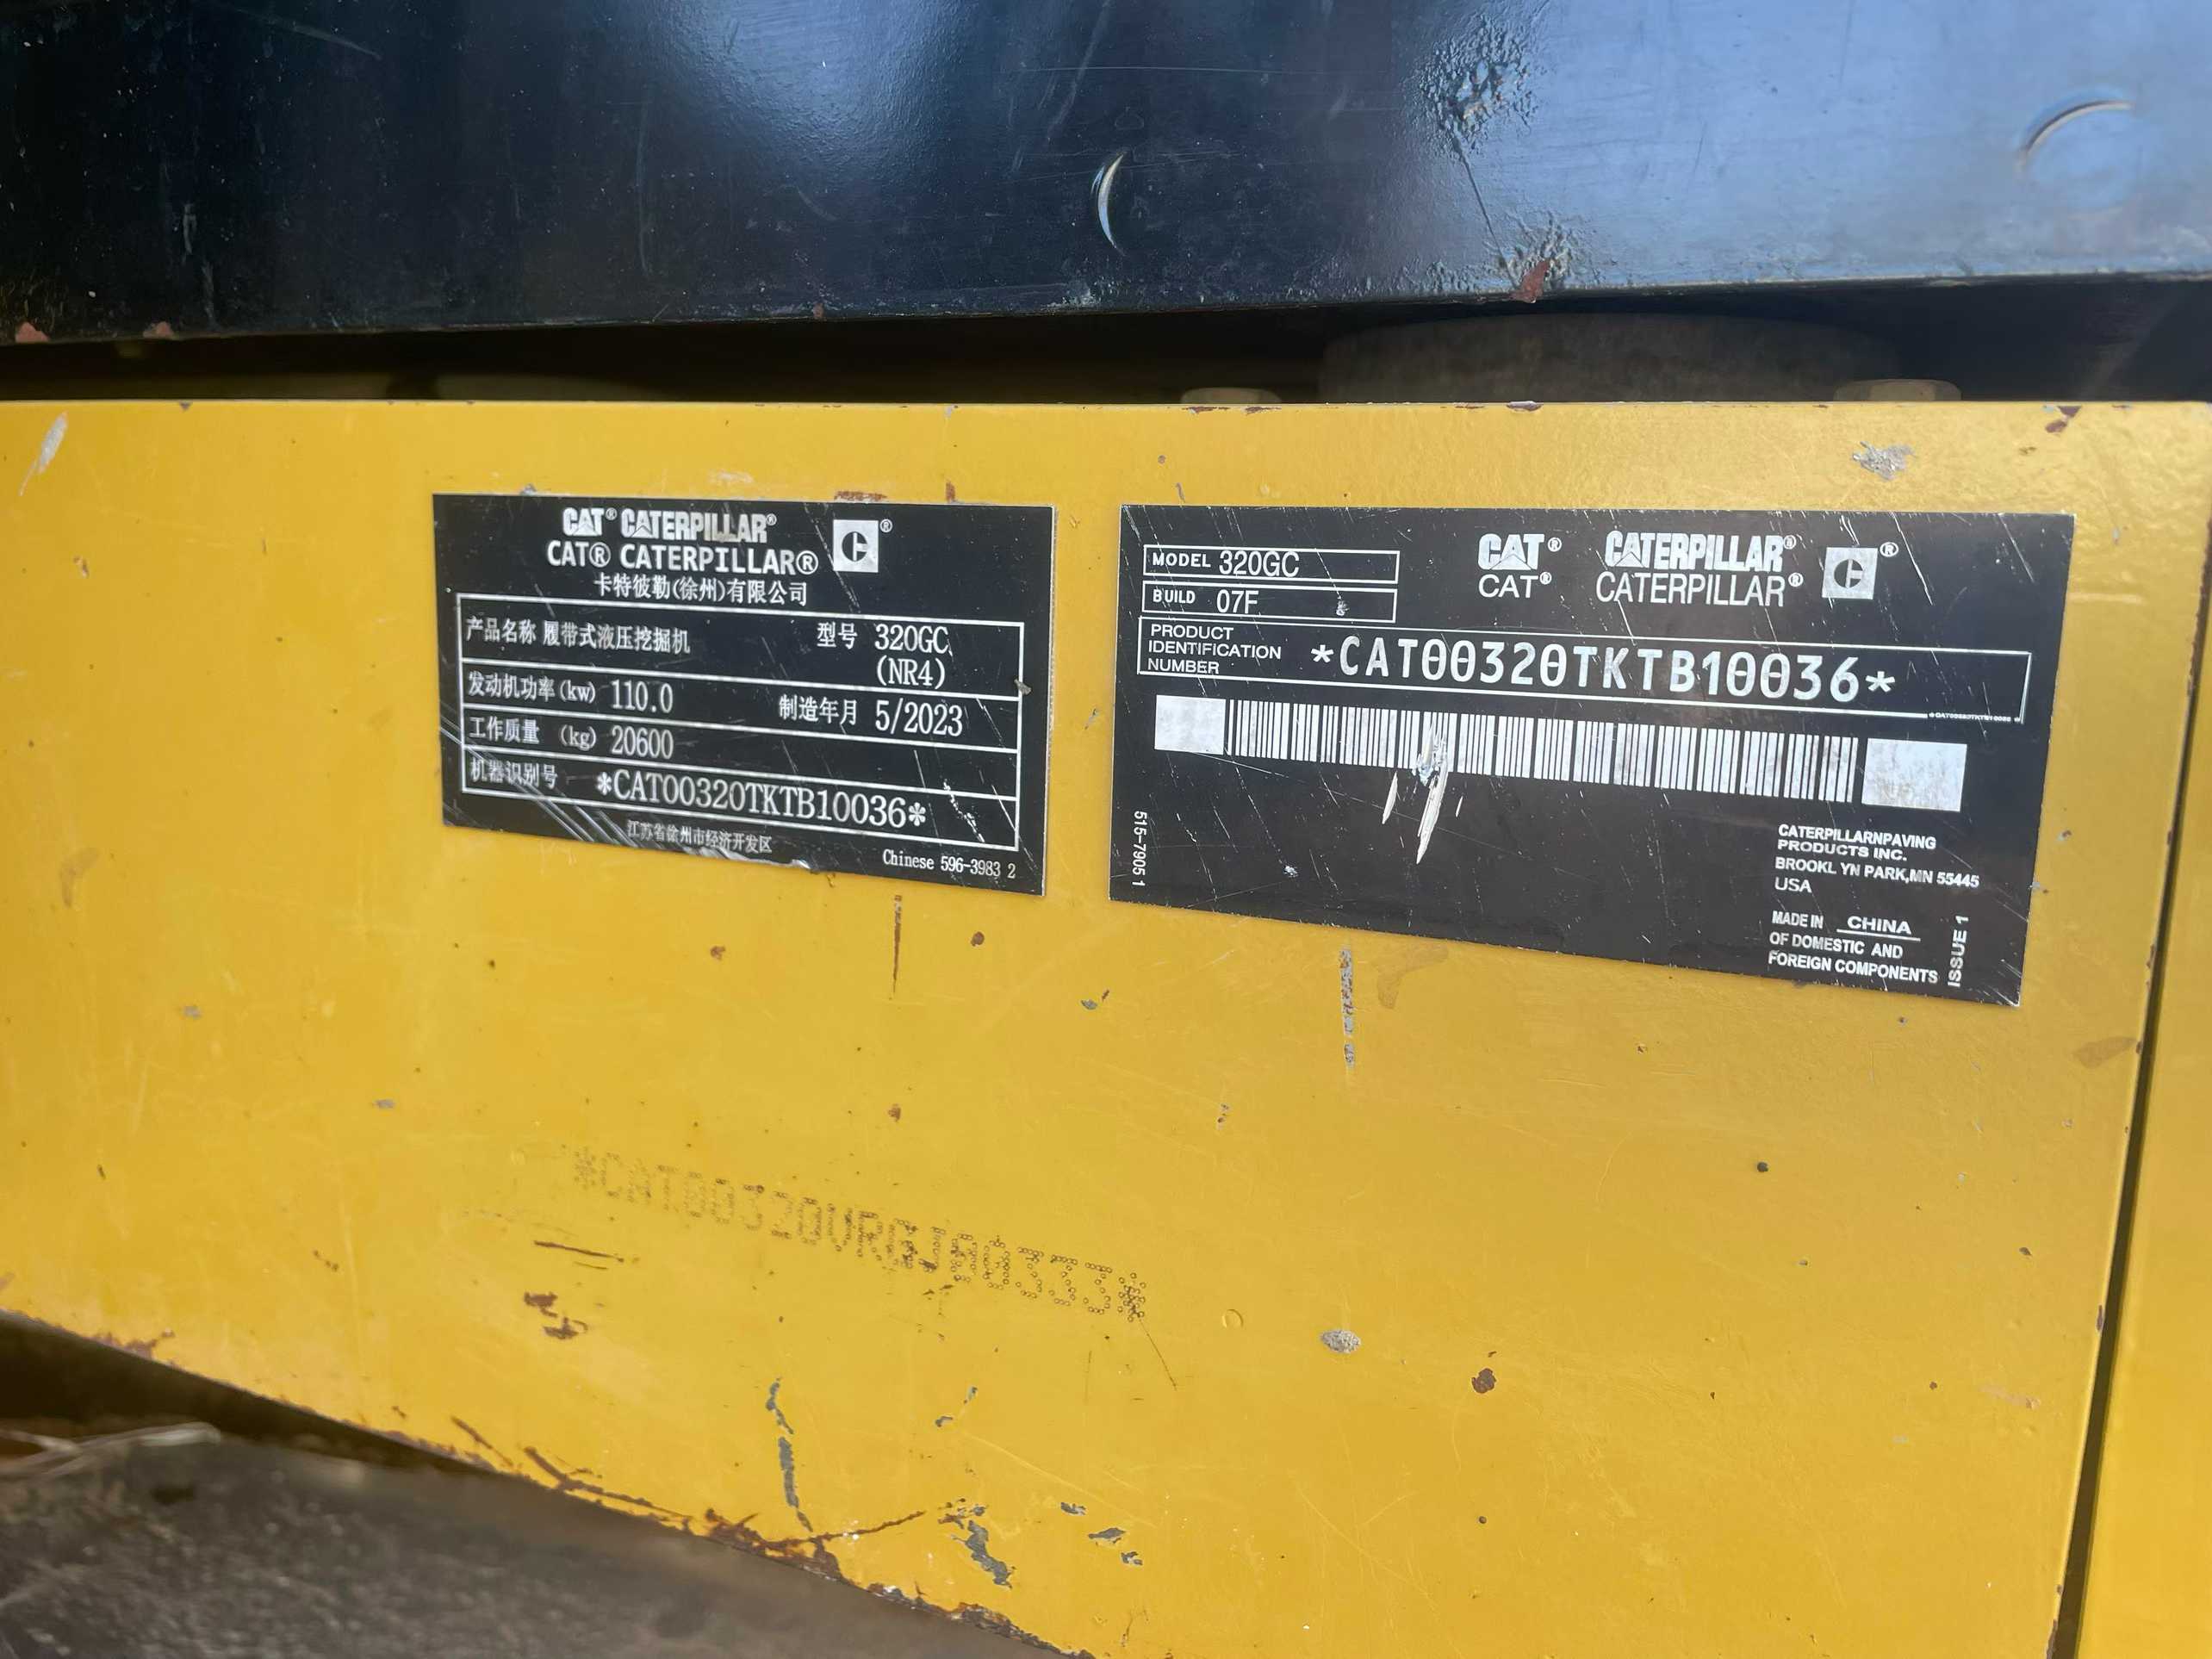 CAT® CATERPILLAR® ®
CAT® CATERPILLAR®
卡特彼勒(徐州)有限公司
产品名称 履带式液压挖掘机 型号 320GC
(NR4)
发动机功率(kw) 110.0 制造年月 5/2023
工作质量 (kg) 20600
机器识别号 *CAT00320TKTB10036*
江苏省徐州市经济开发区
Chinese 596-3983 2
MODEL 320GC
BUILD 07F
CAT® CATERPILLAR® ®
CAT® CATERPILLAR®
PRODUCT
IDENTIFICATION
NUMBER
*CAT00320TKTB10036*
515-7905 1
CATERPILLARNPAVING
PRODUCTS INC.
BROOKL YN PARK,MN 55445
USA
MADE IN CHINA
OF DOMESTIC AND
FOREIGN COMPONENTS
ISSUE 1